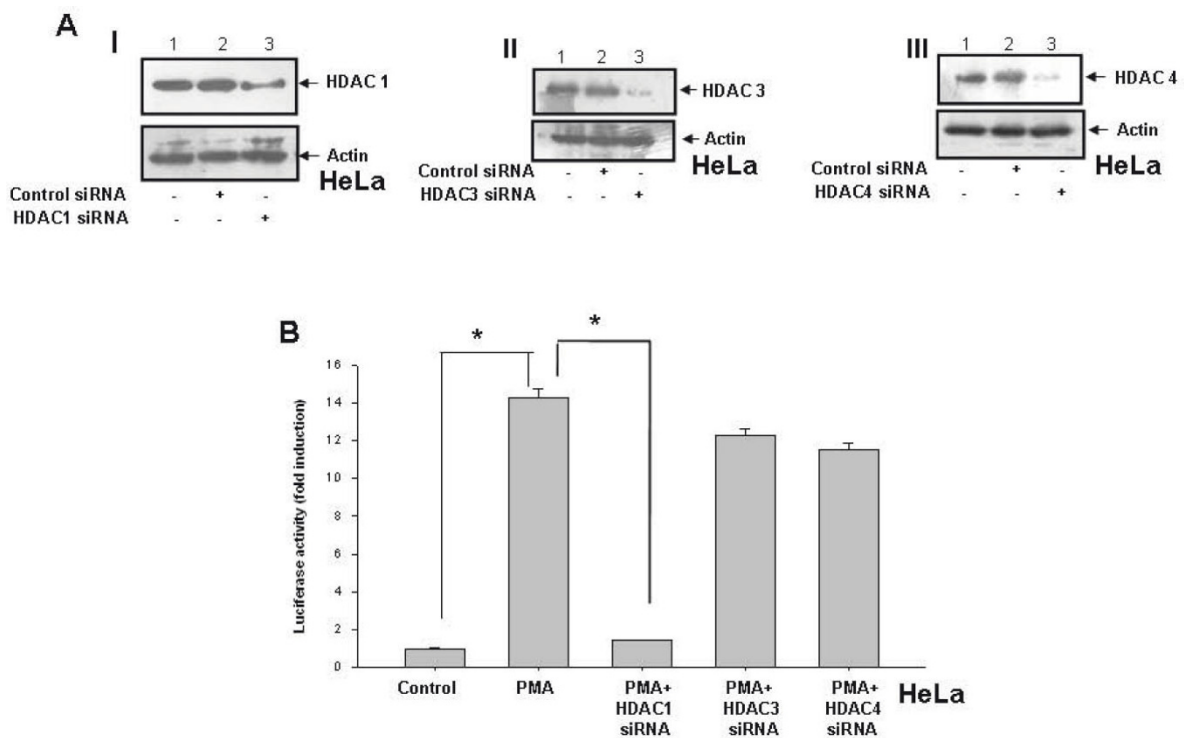 A
I
1 2 3
HDAC 1
Actin
HeLa
Control siRNA - + -
HDAC1 siRNA - - +
II
1 2 3
HDAC 3
Actin
HeLa
Control siRNA - + -
HDAC3 siRNA - - +
III
1 2 3
HDAC 4
Actin
HeLa
Control siRNA - + -
HDAC4 siRNA - - +
B
* *
Luciferase activity (fold induction)
16
14
12
10
8
6
4
2
0
Control
PMA
PMA+
HDAC1
siRNA
PMA+
HDAC3
siRNA
PMA+
HDAC4
siRNA
HeLa